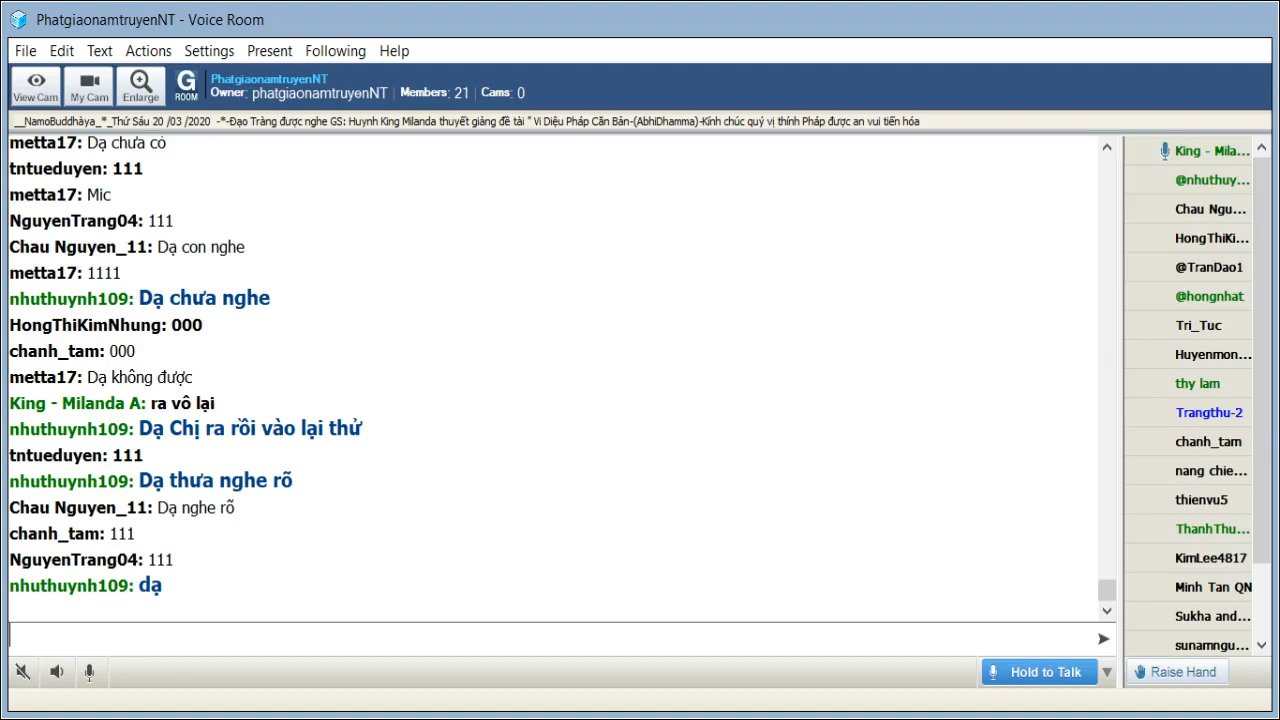 PhatgiaonamtruyenNT - Voice Room
File Edit Text Actions Settings Present Following Help
View Cam My Cam Enlarge G ROOM
PhatgiaonamtruyenNT
Owner: phatgiaonamtruyenNT Members: 21 Cams: 0
__NamoBuddhàya_*_Thứ Sáu 20 /03 /2020 -*-Đạo Tràng được nghe GS: Huynh King Milanda thuyết giảng đề tài " Vi Diệu Pháp Căn Bản-(AbhiDhamma)-Kính chúc quý vị thính Pháp được an vui tiến hóa
metta17: Dạ chưa có
tntueduyen: 111
metta17: Mic
NguyenTrang04: 111
Chau Nguyen_11: Dạ con nghe
metta17: 1111
nhuthuynh109: Dạ chưa nghe
HongThiKimNhung: 000
chanh_tam: 000
metta17: Dạ không được
King - Milanda A: ra vô lại
nhuthuynh109: Dạ Chị ra rồi vào lại thử
tntueduyen: 111
nhuthuynh109: Dạ thưa nghe rõ
Chau Nguyen_11: Dạ nghe rõ
chanh_tam: 111
NguyenTrang04: 111
nhuthuynh109: dạ
King - Mila...
@nhuthuy...
Chau Ngu...
HongThiKi...
@TranDao1
@hongnhat
Tri_Tuc
Huyenmon...
thy lam
Trangthu-2
chanh_tam
nang chie...
thienvu5
ThanhThu...
KimLee4817
Minh Tan QN
Sukha and...
sunamngu...
Hold to Talk
Raise Hand